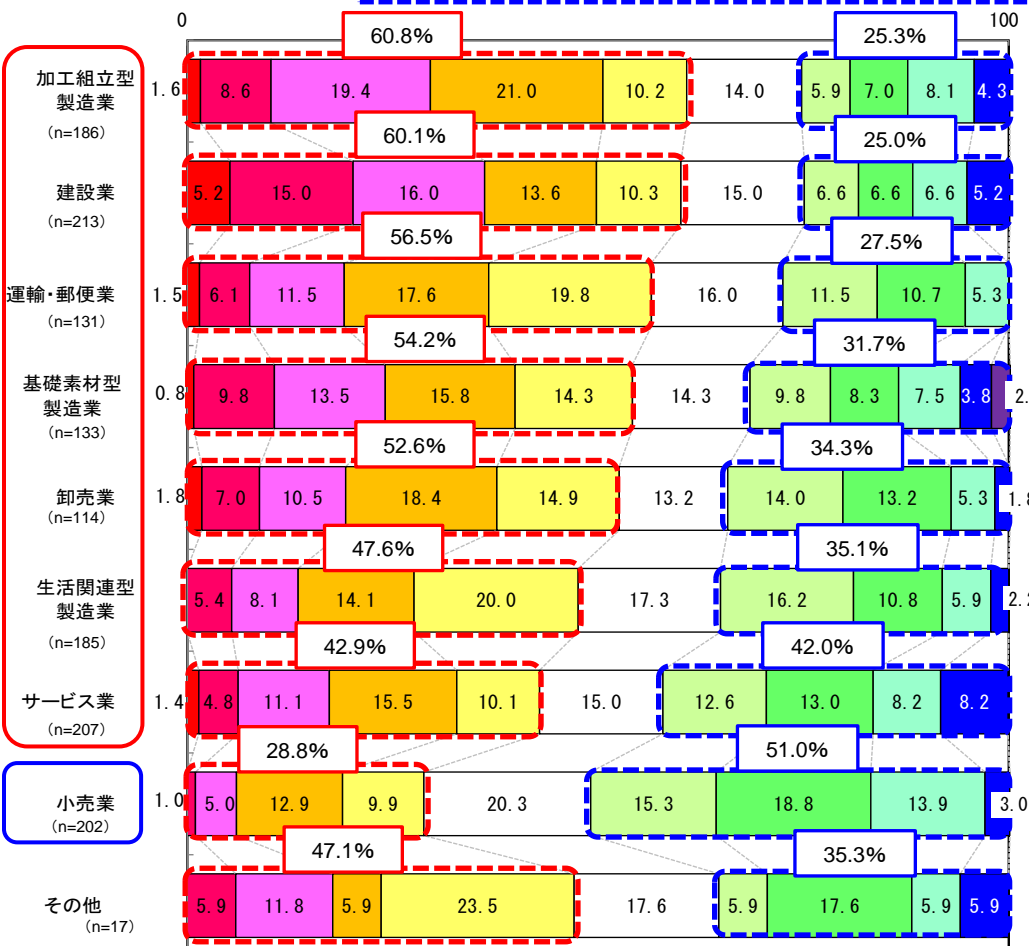 0 100
60.8% 25.3%
加工組立型
製造業
(n=186)
1.6 8.6 19.4 21.0 10.2 14.0 5.9 7.0 8.1 4.3
60.1% 25.0%
建設業
(n=213)
5.2 15.0 16.0 13.6 10.3 15.0 6.6 6.6 6.6 5.2
56.5% 27.5%
運輸・郵便業
(n=131)
1.5 6.1 11.5 17.6 19.8 16.0 11.5 10.7 5.3
54.2% 31.7%
基礎素材型
製造業
(n=133)
0.8 9.8 13.5 15.8 14.3 14.3 9.8 8.3 7.5 3.8 2.
52.6% 34.3%
卸売業
(n=114)
1.8 7.0 10.5 18.4 14.9 13.2 14.0 13.2 5.3 1.8
47.6% 35.1%
生活関連型
製造業
(n=185)
5.4 8.1 14.1 20.0 17.3 16.2 10.8 5.9 2.2
42.9% 42.0%
サービス業
(n=207)
1.4 4.8 11.1 15.5 10.1 15.0 12.6 13.0 8.2 8.2
28.8% 51.0%
小売業
(n=202)
1.0 5.0 12.9 9.9 20.3 15.3 18.8 13.9 3.0
47.1% 35.3%
その他
(n=17)
5.9 11.8 5.9 23.5 17.6 5.9 17.6 5.9 5.9